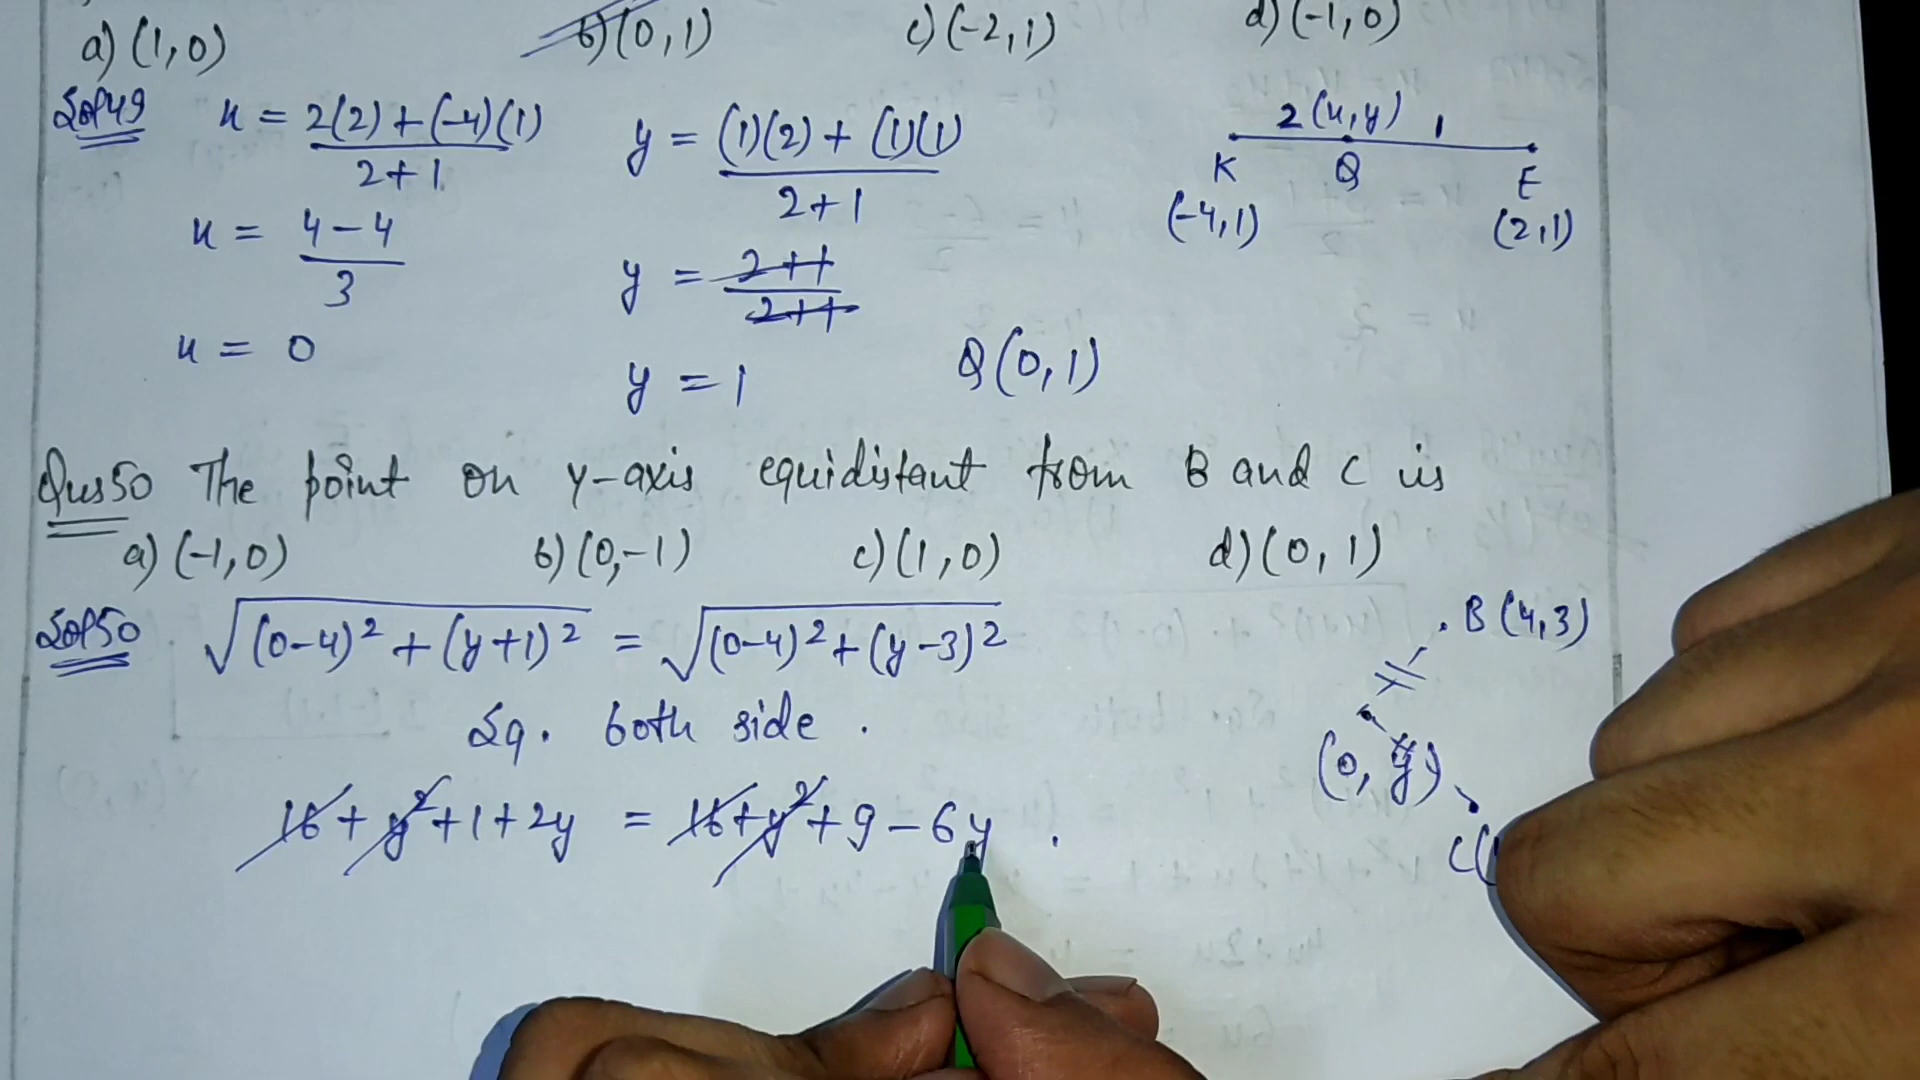 a) (1,0) b) (0,1) c) (-2,1) d) (-1,0)
Sol49 x = 2(2)+(-4)(1) / 2+1 y = (1)(2)+(1)(1) / 2+1 2 (x,y) 1
K Q E
(-4,1) (2,1)
x = 4-4 / 3 y = 2+1 / 2+1
x = 0 y = 1 Q(0,1)
Qus50 The point on y-axis equidistant from B and C is
a) (-1,0) b) (0,-1) c) (1,0) d) (0,1)
Sol50 √(0-4)²+(y+1)² = √(0-4)²+(y-3)² B (4,3)
Sq. both side .
(0, y)
16+y²+1+2y = 16+y²+9-6y .
C(